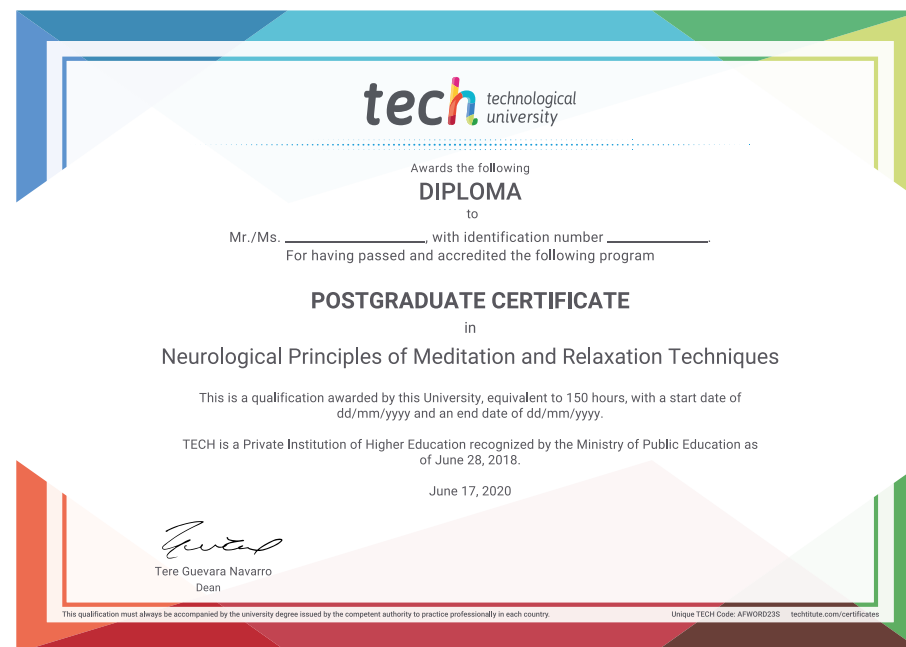 tech technological
university
Awards the following
DIPLOMA
to
Mr./Ms. ____________________, with identification number ______________.
For having passed and accredited the following program
POSTGRADUATE CERTIFICATE
in
Neurological Principles of Meditation and Relaxation Techniques
This is a qualification awarded by this University, equivalent to 150 hours, with a start date of
dd/mm/yyyy and an end date of dd/mm/yyyy.
TECH is a Private Institution of Higher Education recognized by the Ministry of Public Education as
of June 28, 2018.
June 17, 2020
Tere Guevara Navarro
Dean
This qualification must always be accompanied by the university degree issued by the competent authority to practice professionally in each country.
Unique TECH Code: AFWORD23S techtitute.com/certificates